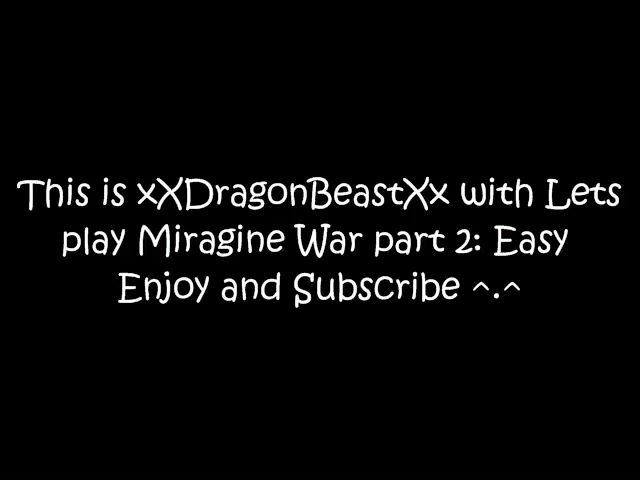 This is xXDragonBeastXx with Lets
play Miragine War part 2: Easy
Enjoy and Subscribe ^.^